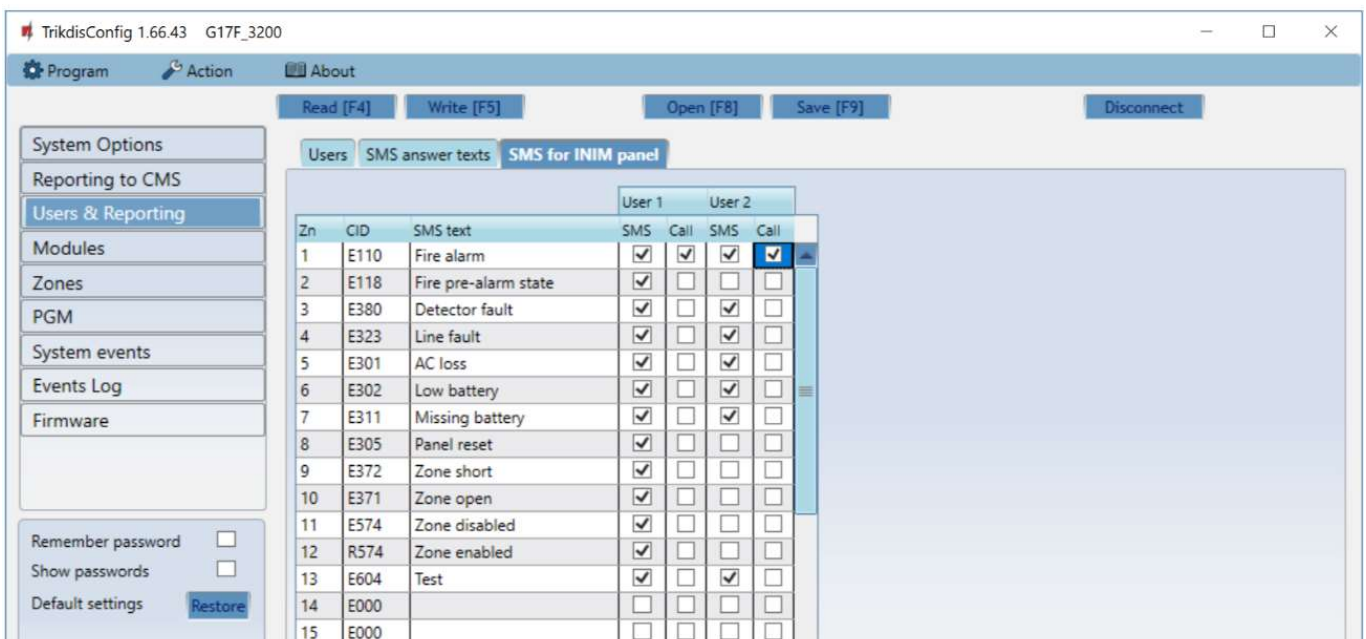 TrikdisConfig 1.66.43 G17F_3200
Program Action About
Read [F4] Write [F5] Open [F8] Save [F9] Disconnect
System Options
Reporting to CMS
Users & Reporting
Modules
Zones
PGM
System events
Events Log
Firmware
Remember password
Show passwords
Default settings Restore
Users SMS answer texts SMS for INIM panel
User 1 User 2
Zn CID SMS text SMS Call SMS Call
1 E110 Fire alarm
2 E118 Fire pre-alarm state
3 E380 Detector fault
4 E323 Line fault
5 E301 AC loss
6 E302 Low battery
7 E311 Missing battery
8 E305 Panel reset
9 E372 Zone short
10 E371 Zone open
11 E574 Zone disabled
12 R574 Zone enabled
13 E604 Test
14 E000
15 E000